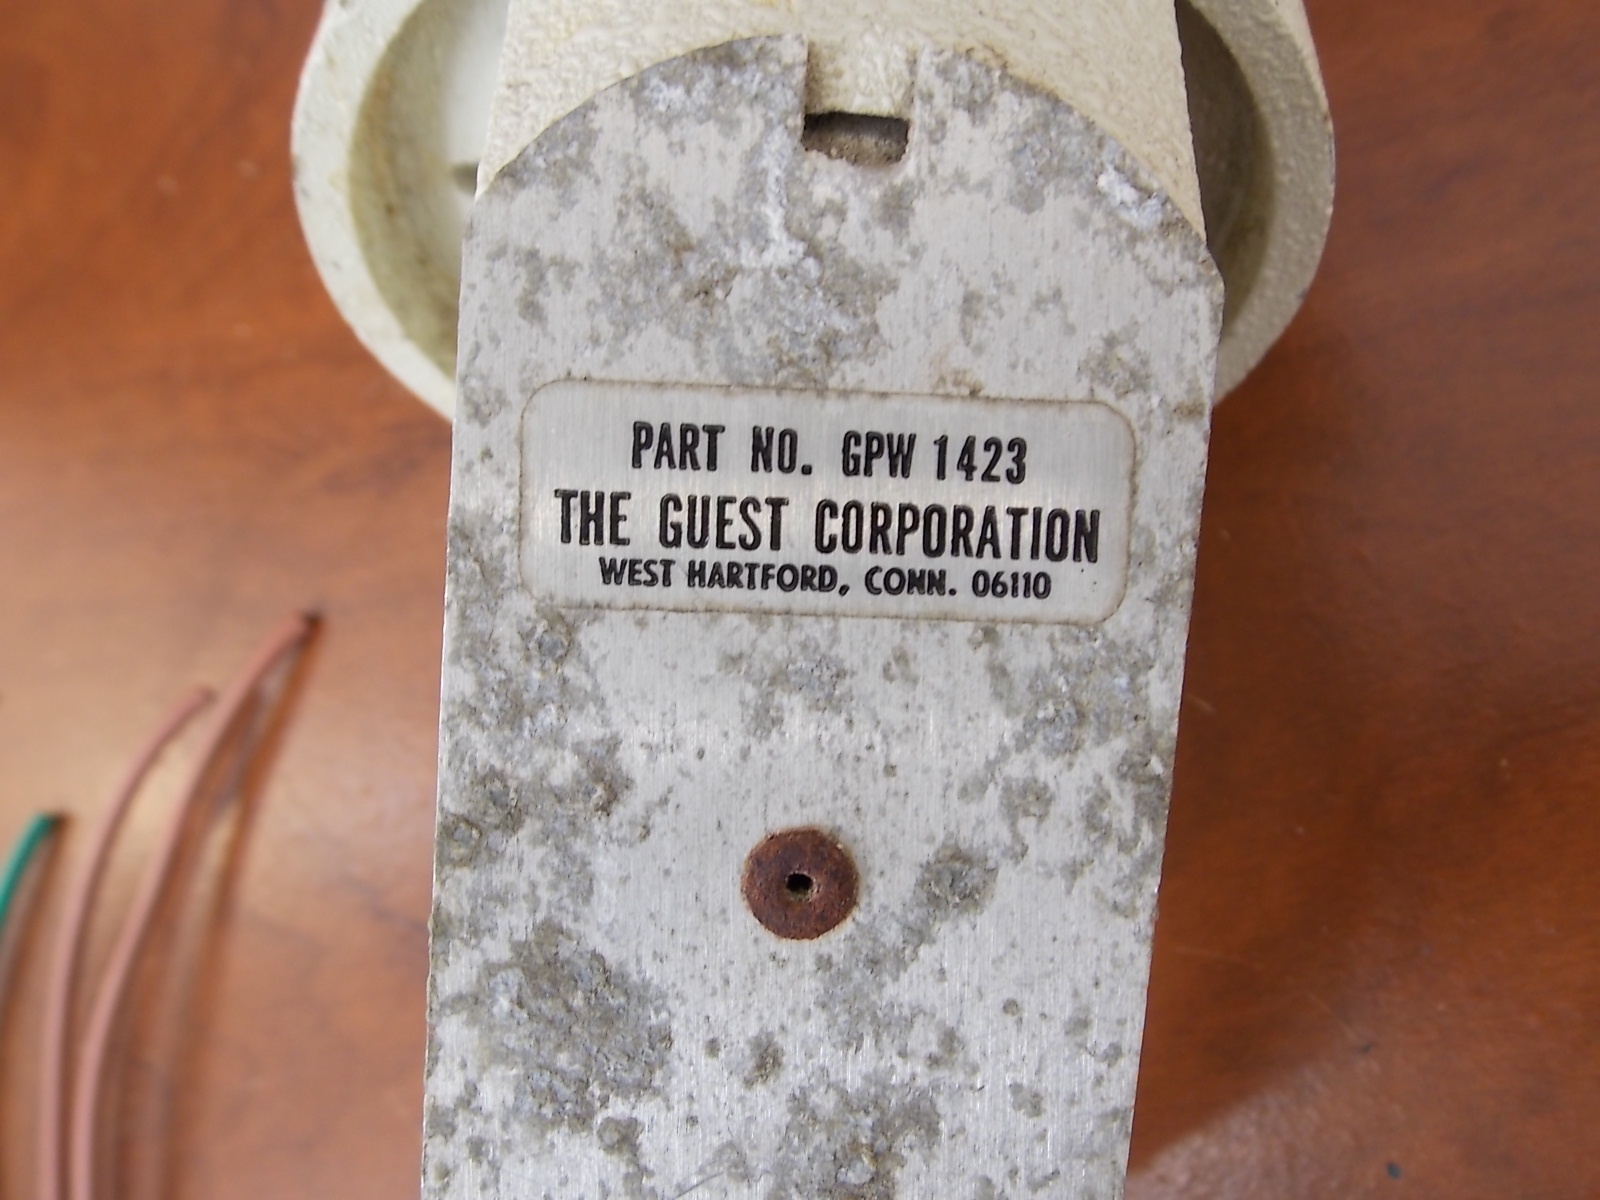 PART NO. GPW 1423
THE GUEST CORPORATION
WEST HARTFORD, CONN. 06110